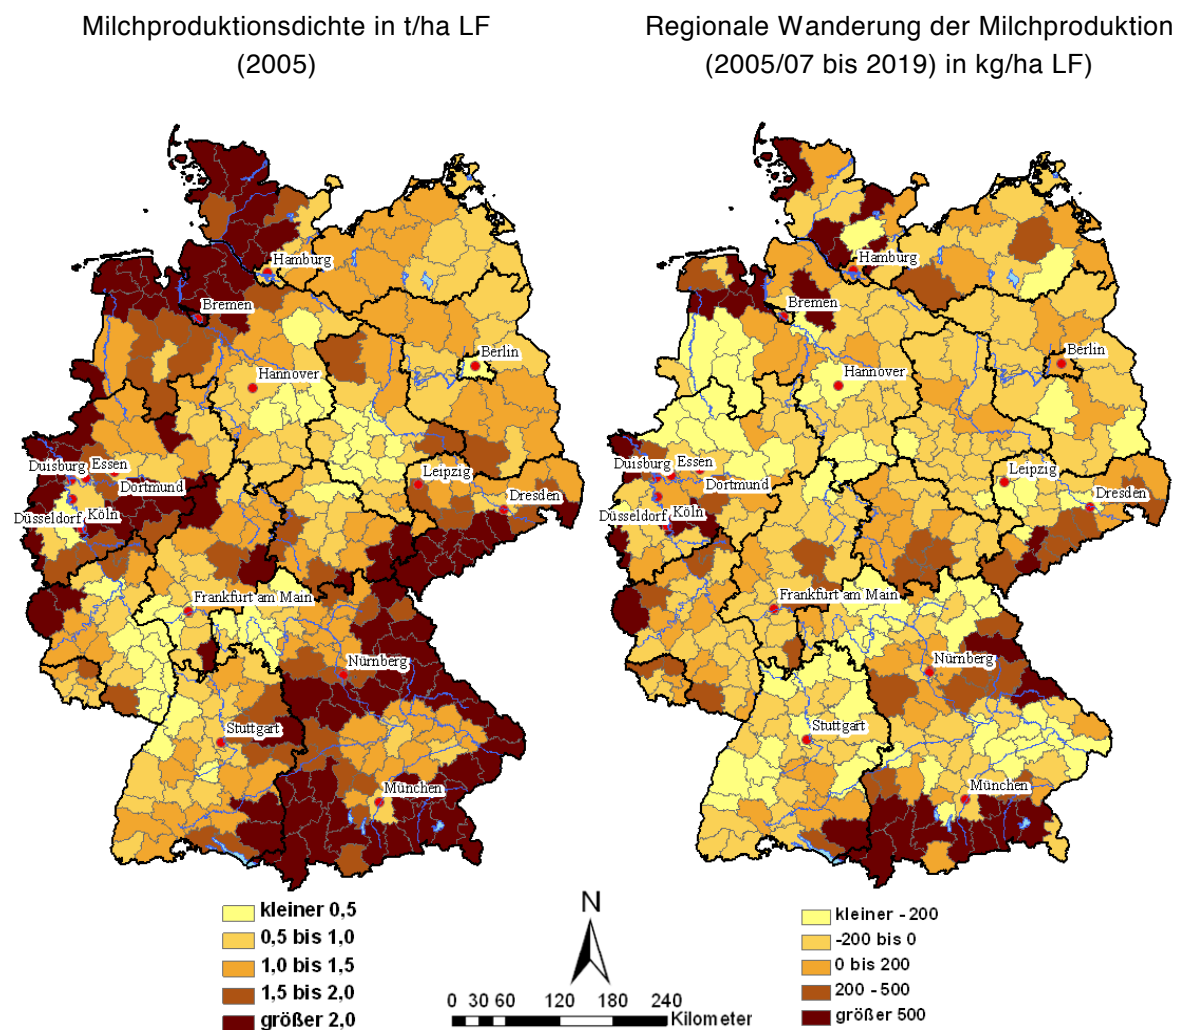 Milchproduktionsdichte in t/ha LF
(2005)
Regionale Wanderung der Milchproduktion
(2005/07 bis 2019) in kg/ha LF)
Hamburg
Bremen
Berlin
Hannover
Duisburg
Essen
Dortmund
Leipzig
Dresden
Düsseldorf
Köln
Frankfurt am Main
Nürnberg
Stuttgart
München
Hamburg
Bremen
Berlin
Hannover
Duisburg
Essen
Dortmund
Leipzig
Dresden
Düsseldorf
Köln
Frankfurt am Main
Nürnberg
Stuttgart
München
kleiner 0,5
0,5 bis 1,0
1,0 bis 1,5
1,5 bis 2,0
größer 2,0
N
0 30 60 120 180 240
Kilometer
kleiner -200
-200 bis 0
0 bis 200
200 - 500
größer 500